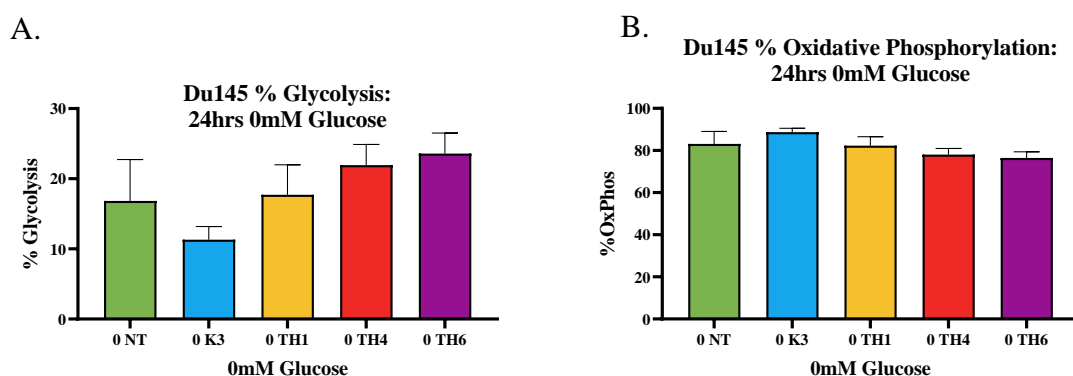 A.
Du145 % Glycolysis:
24hrs 0mM Glucose
30
20
10
0
% Glycolysis
0 NT
0 K3
0 TH1
0 TH4
0 TH6
0mM Glucose
B.
Du145 % Oxidative Phosphorylation:
24hrs 0mM Glucose
100
80
60
40
20
0
%OxPhos
0 NT
0 K3
0 TH1
0 TH4
0 TH6
0mM Glucose